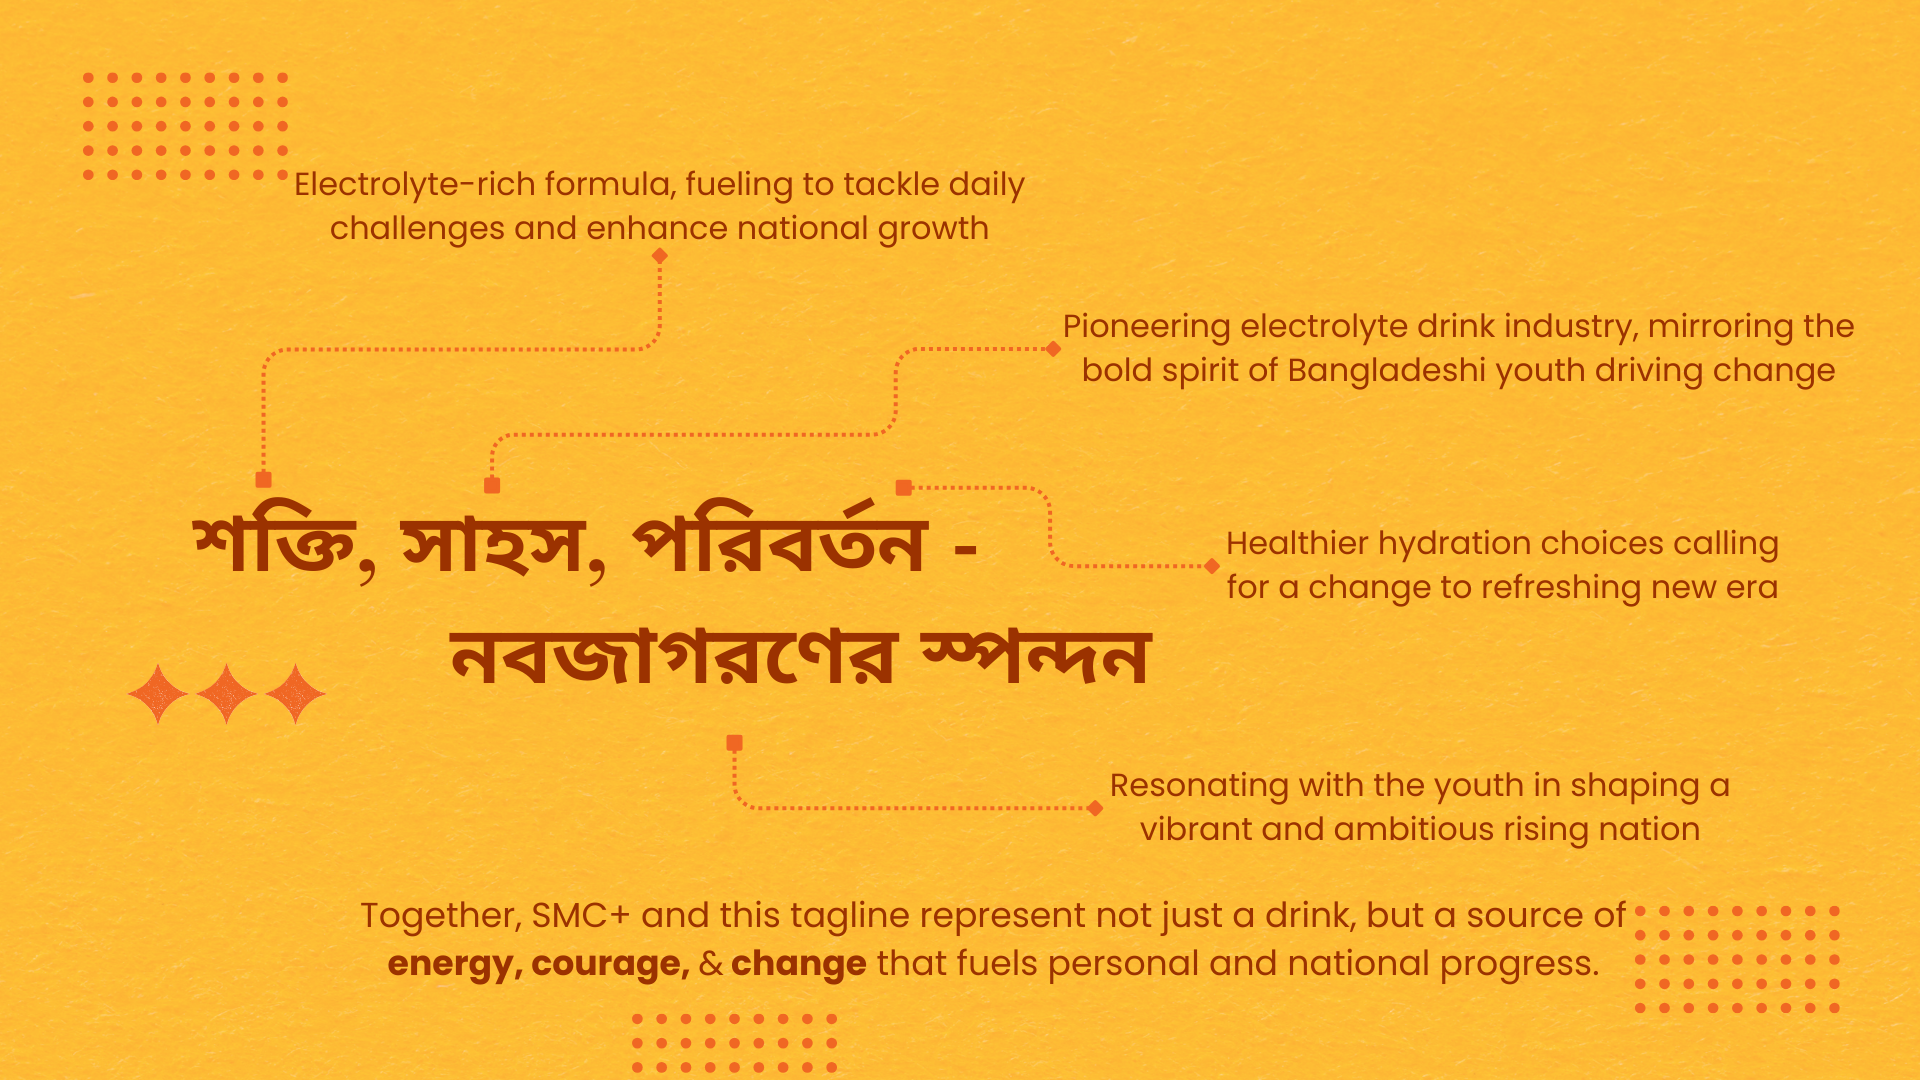 Electrolyte-rich formula, fueling to tackle daily
challenges and enhance national growth
Pioneering electrolyte drink industry, mirroring the
bold spirit of Bangladeshi youth driving change
শক্তি, সাহস, পরিবর্তন -
নবজাগরণের স্পন্দন
Healthier hydration choices calling
for a change to refreshing new era
Resonating with the youth in shaping a
vibrant and ambitious rising nation
Together, SMC+ and this tagline represent not just a drink, but a source of
energy, courage, & change that fuels personal and national progress.